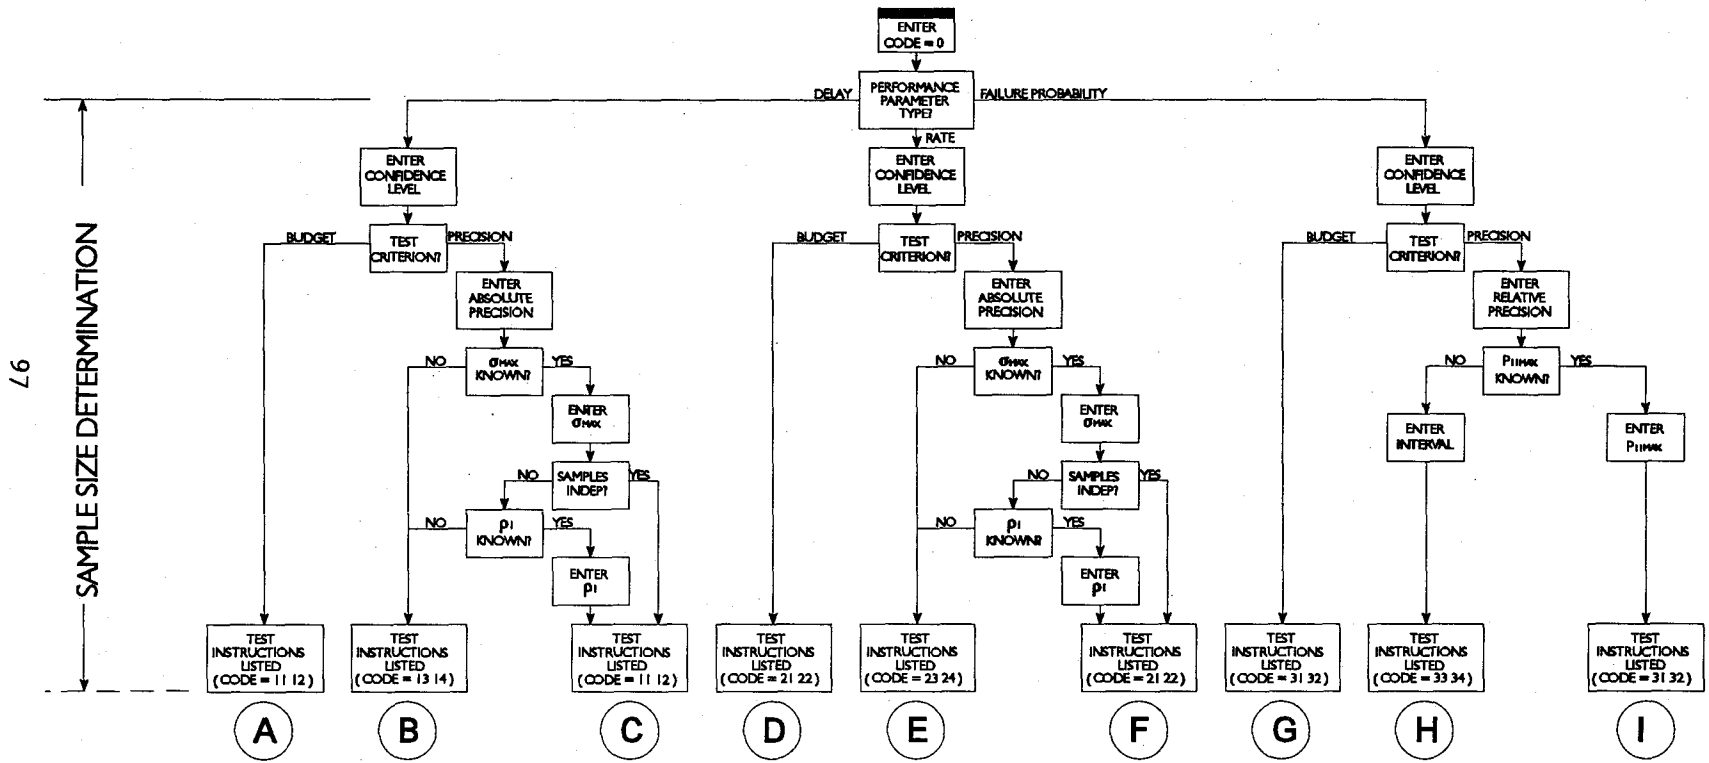 ENTER
CODE = 0
PERFORMANCE
PARAMETER
TYPE?
DELAY
FAILURE PROBABILITY
RATE
ENTER
CONFIDENCE
LEVEL
ENTER
CONFIDENCE
LEVEL
ENTER
CONFIDENCE
LEVEL
BUDGET
TEST
CRITERION?
PRECISION
BUDGET
TEST
CRITERION?
PRECISION
BUDGET
TEST
CRITERION?
PRECISION
ENTER
ABSOLUTE
PRECISION
ENTER
ABSOLUTE
PRECISION
ENTER
RELATIVE
PRECISION
NO
σMAX
KNOWN?
YES
NO
σMAX
KNOWN?
YES
NO
P11MAX
KNOWN?
YES
ENTER
σMAX
ENTER
σMAX
ENTER
INTERVAL
ENTER
P11MAX
NO
SAMPLES
INDEP?
YES
NO
SAMPLES
INDEP?
YES
NO
ρ1
KNOWN?
YES
NO
ρ1
KNOWN?
YES
ENTER
ρ1
ENTER
ρ1
TEST
INSTRUCTIONS
LISTED
( CODE = 11 12 )
TEST
INSTRUCTIONS
LISTED
( CODE = 13 14 )
TEST
INSTRUCTIONS
LISTED
( CODE = 11 12 )
TEST
INSTRUCTIONS
LISTED
( CODE = 21 22 )
TEST
INSTRUCTIONS
LISTED
( CODE = 23 24 )
TEST
INSTRUCTIONS
LISTED
( CODE = 21 22 )
TEST
INSTRUCTIONS
LISTED
( CODE = 31 32 )
TEST
INSTRUCTIONS
LISTED
( CODE = 33 34 )
TEST
INSTRUCTIONS
LISTED
( CODE = 31 32 )
A
B
C
D
E
F
G
H
I
SAMPLE SIZE DETERMINATION
97